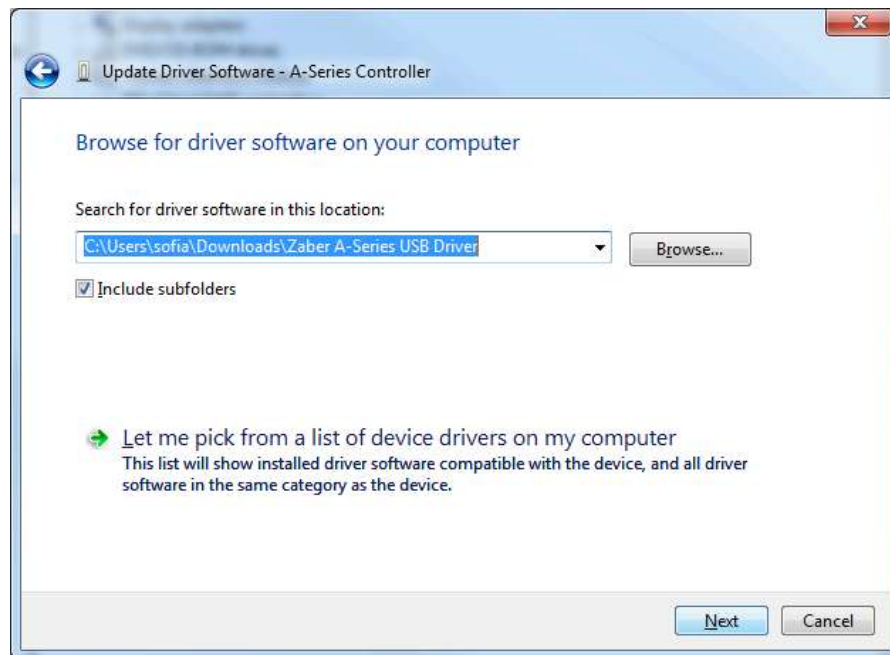 Update Driver Software - A-Series Controller
Browse for driver software on your computer
Search for driver software in this location:
C:\Users\sofia\Downloads\Zaber A-Series USB Driver
Browse...
Include subfolders
Let me pick from a list of device drivers on my computer
This list will show installed driver software compatible with the device, and all driver
software in the same category as the device.
Next
Cancel